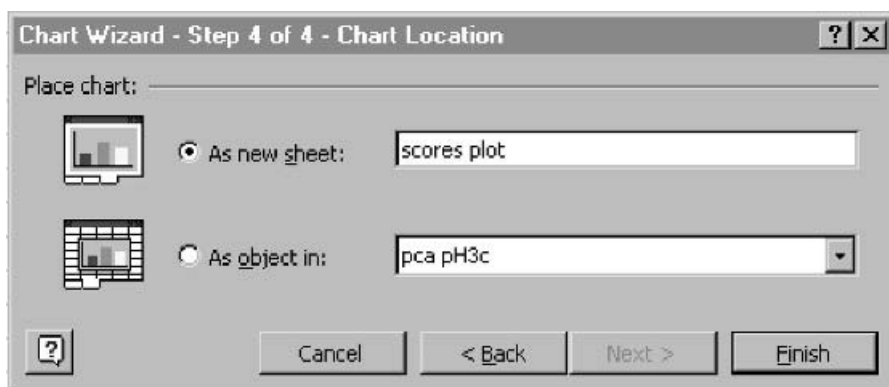 Chart Wizard - Step 4 of 4 - Chart Location
Place chart:
As new sheet: scores plot
As object in: pca pH3c
Cancel < Back Next > Finish